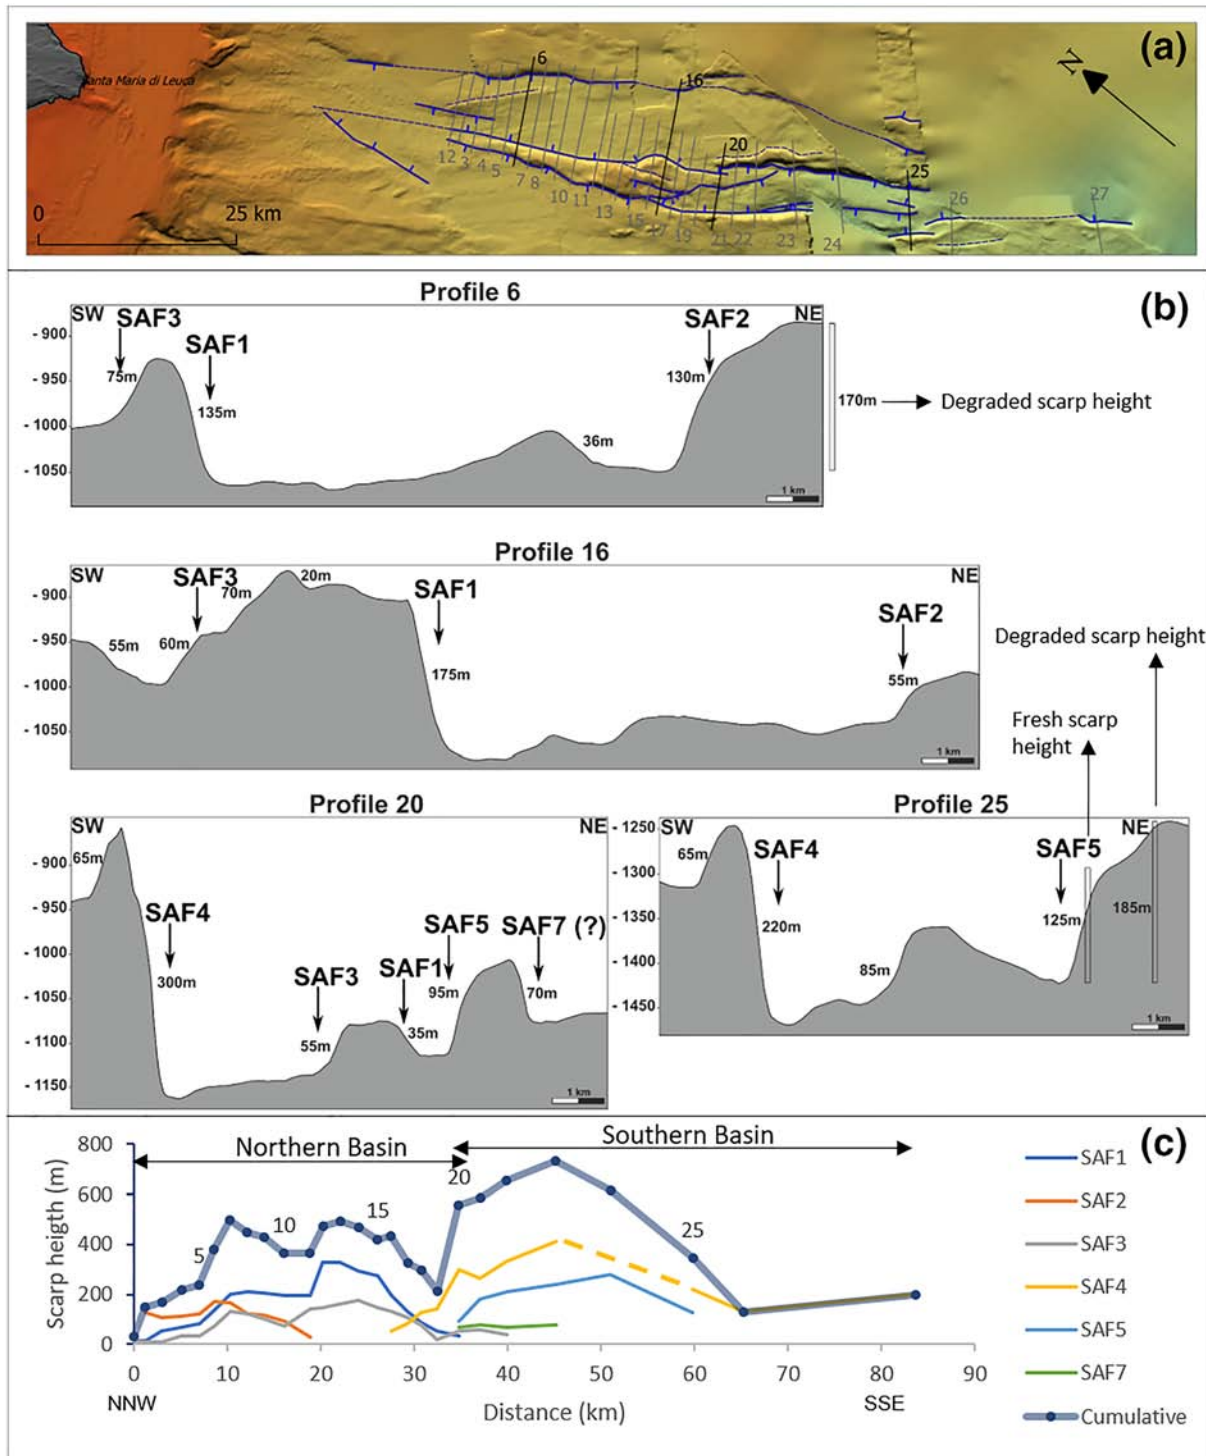 (a)
Santa Maria di Leuca
N
6
16
20
25
12
3
4
5
7
8
10
11
13
15
17
19
21
22
23
24
26
27
0
25 km
(b)
Profile 6
SW
NE
SAF3
SAF1
SAF2
75m
135m
36m
130m
170m
Degraded scarp height
- 900
- 950
- 1000
- 1050
1 km
Profile 16
SW
NE
SAF3
SAF1
SAF2
55m
60m
70m
20m
175m
55m
- 900
- 950
- 1000
- 1050
1 km
Degraded scarp height
Fresh scarp
height
Profile 20
SW
NE
65m
SAF4
300m
SAF3
55m
SAF1
35m
SAF5
95m
SAF7 (?)
70m
- 900
- 950
- 1000
- 1050
- 1100
- 1150
1 km
Profile 25
SW
NE
65m
SAF4
220m
85m
SAF5
125m
185m
- 1250
- 1300
- 1350
- 1400
- 1450
1 km
(c)
Northern Basin
Southern Basin
Scarp heigth (m)
800
600
400
200
0
5
10
15
20
25
0 10 20 30 40 50 60 70 80 90
NNW
SSE
Distance (km)
SAF1
SAF2
SAF3
SAF4
SAF5
SAF7
Cumulative